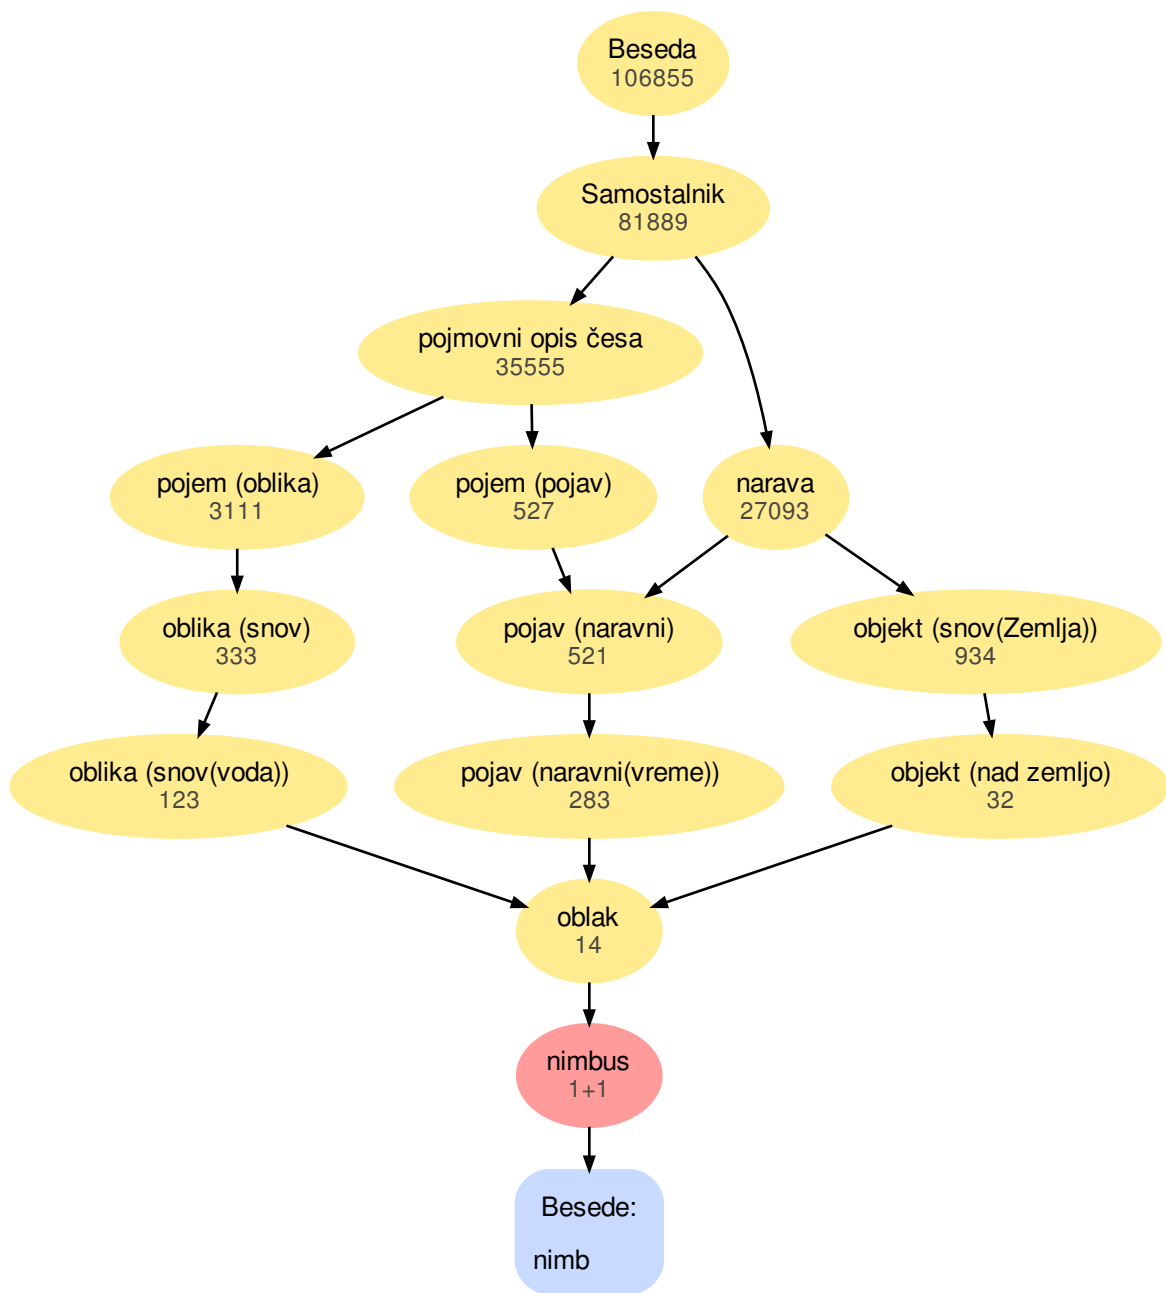 Beseda
106855
Samostalnik
81889
pojmovni opis česa
35555
pojem (oblika)
3111
pojem (pojav)
527
narava
27093
oblika (snov)
333
pojav (naravni)
521
objekt (snov(Zemlja))
934
oblika (snov(voda))
123
pojav (naravni(vreme))
283
objekt (nad zemljo)
32
oblak
14
nimbus
1+1
Besede:
nimb